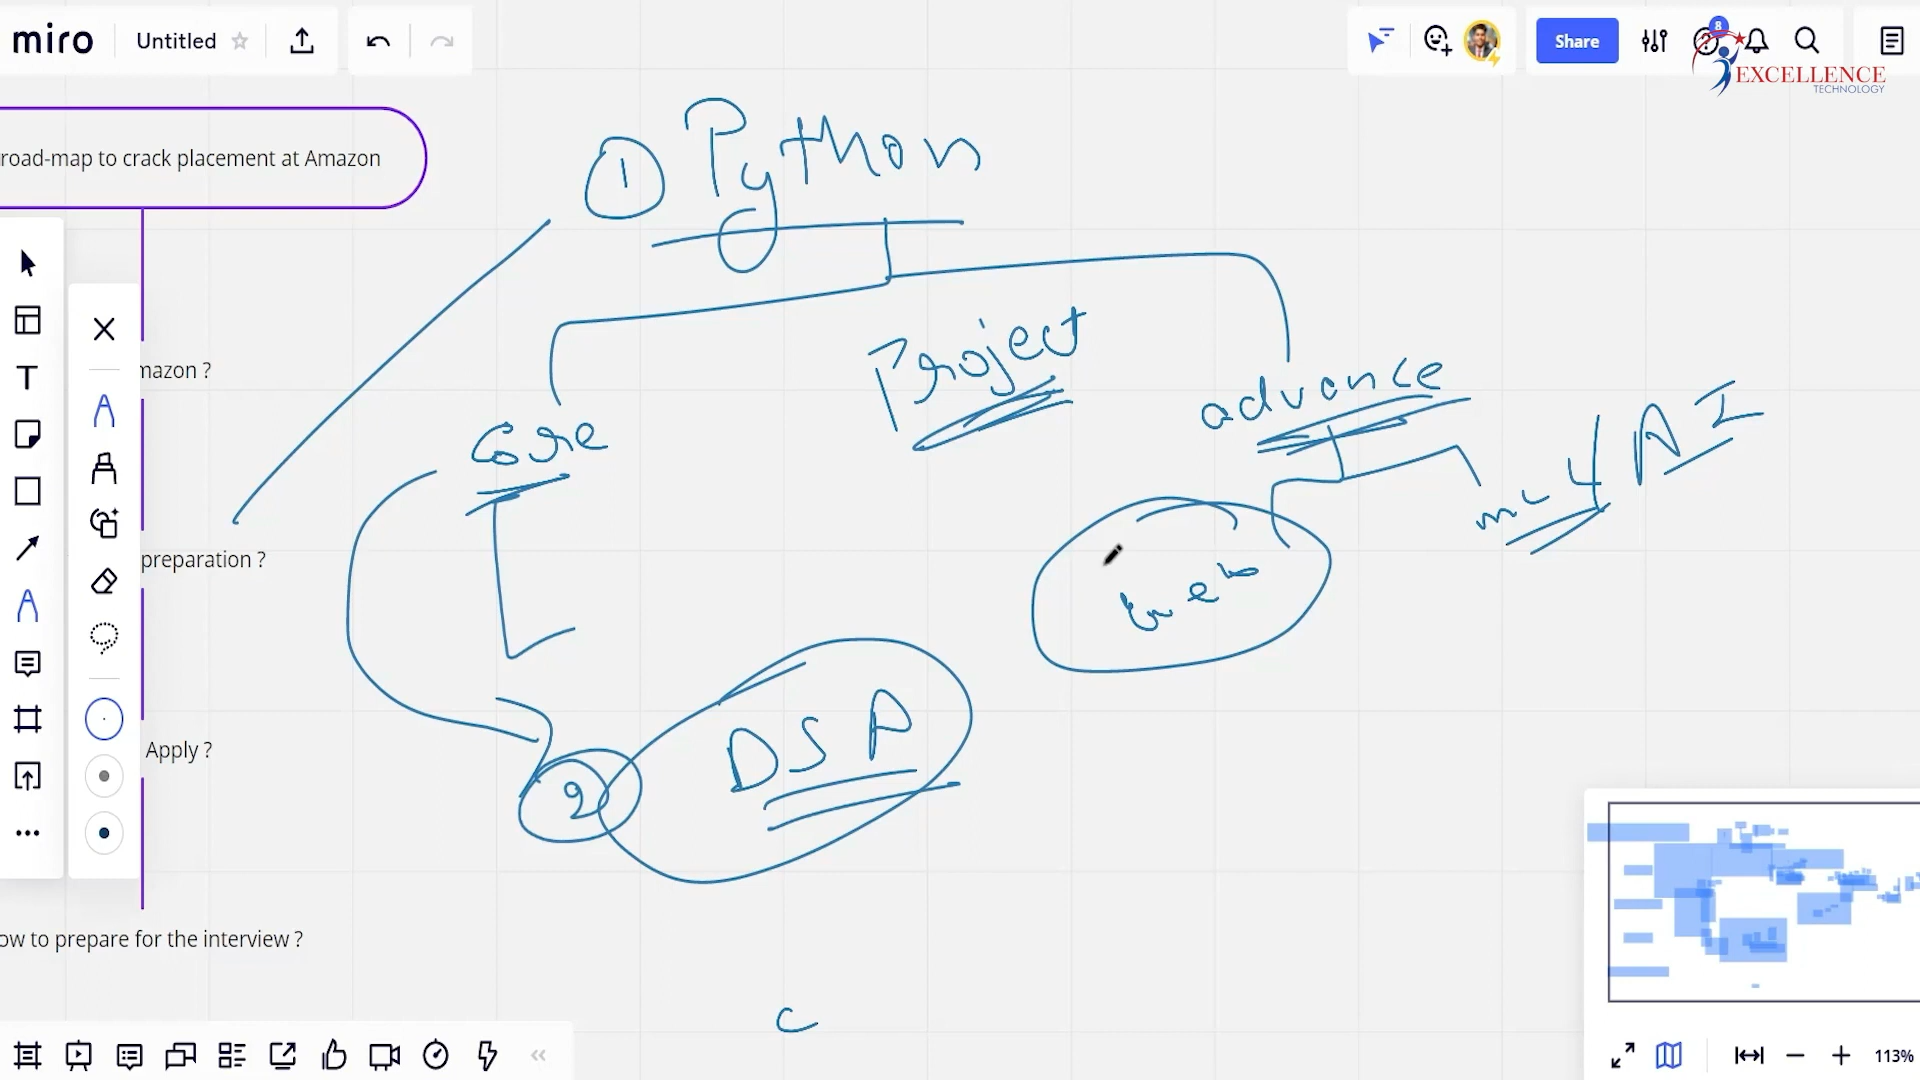 miro
Untitled
Share
8
EXCELLENCE
TECHNOLOGY
road-map to crack placement at Amazon
1 Python
Project
mazon ?
advance
Core
ML / AI
preparation ?
web
DSA
2
Apply ?
ow to prepare for the interview ?
C
113%